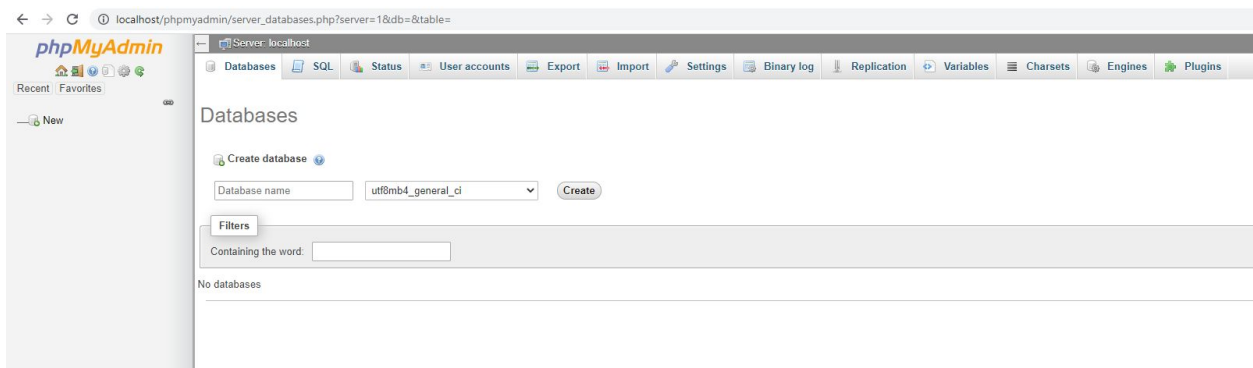 localhost/phpmyadmin/server_databases.php?server=1&db=&table=
phpMyAdmin
Recent Favorites
New
Server: localhost
Databases SQL Status User accounts Export Import Settings Binary log Replication Variables Charsets Engines Plugins
Databases
Create database
Database name utf8mb4_general_ci Create
Filters
Containing the word:
No databases